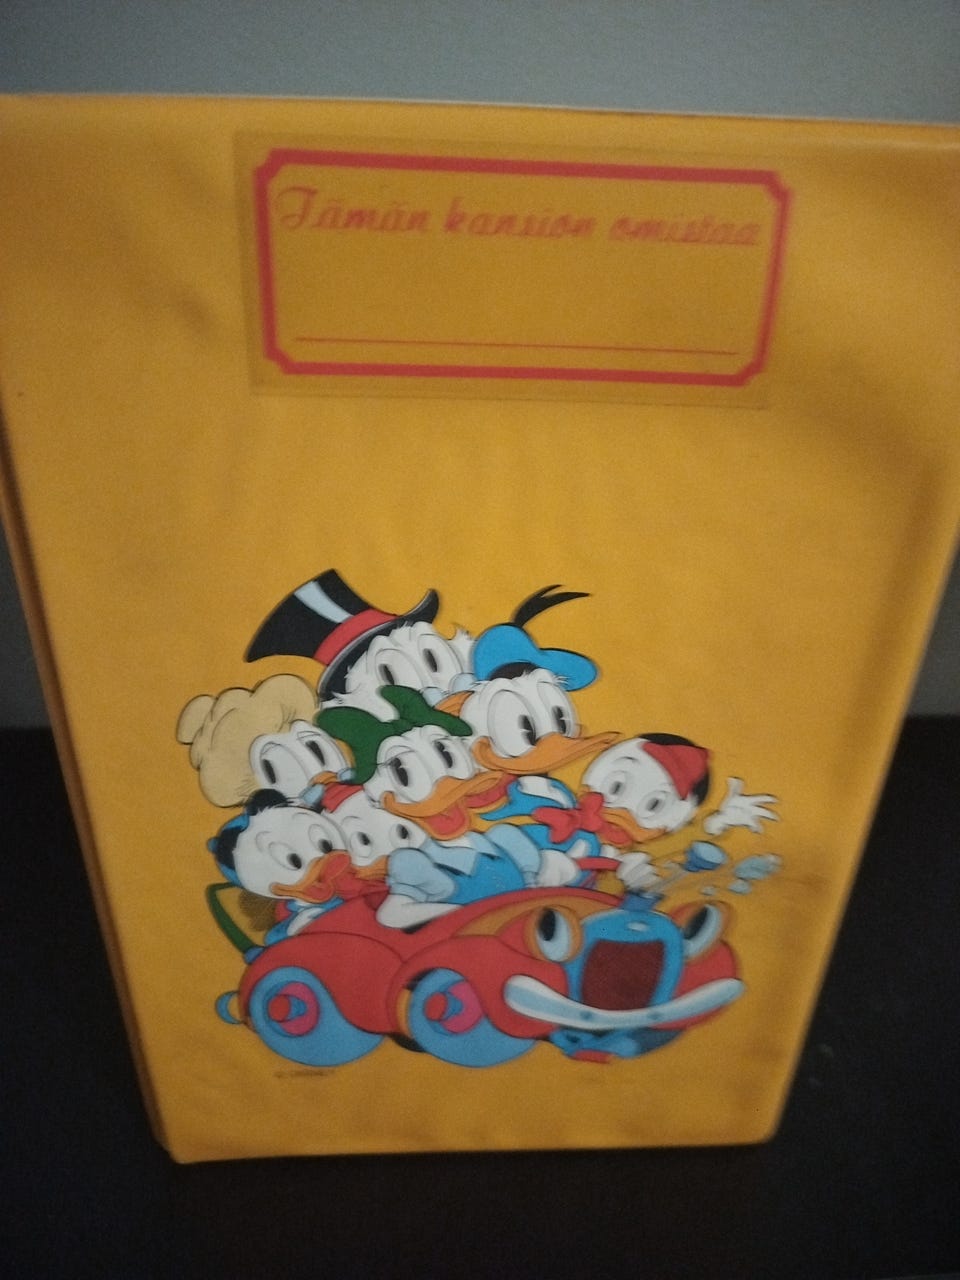 Tämän kansion omistaa